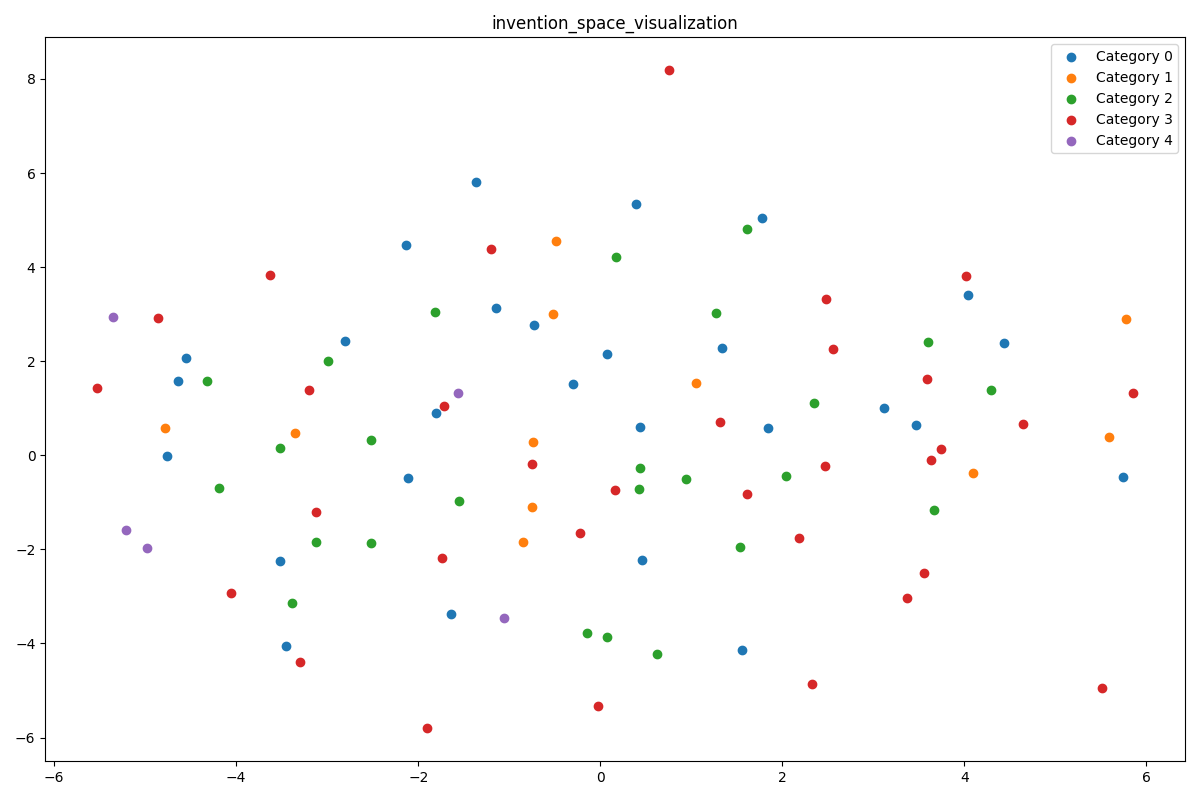 invention_space_visualization
Category 0
Category 1
Category 2
Category 3
Category 4
8
6
4
2
0
−2
−4
−6
−6 −4 −2 0 2 4 6